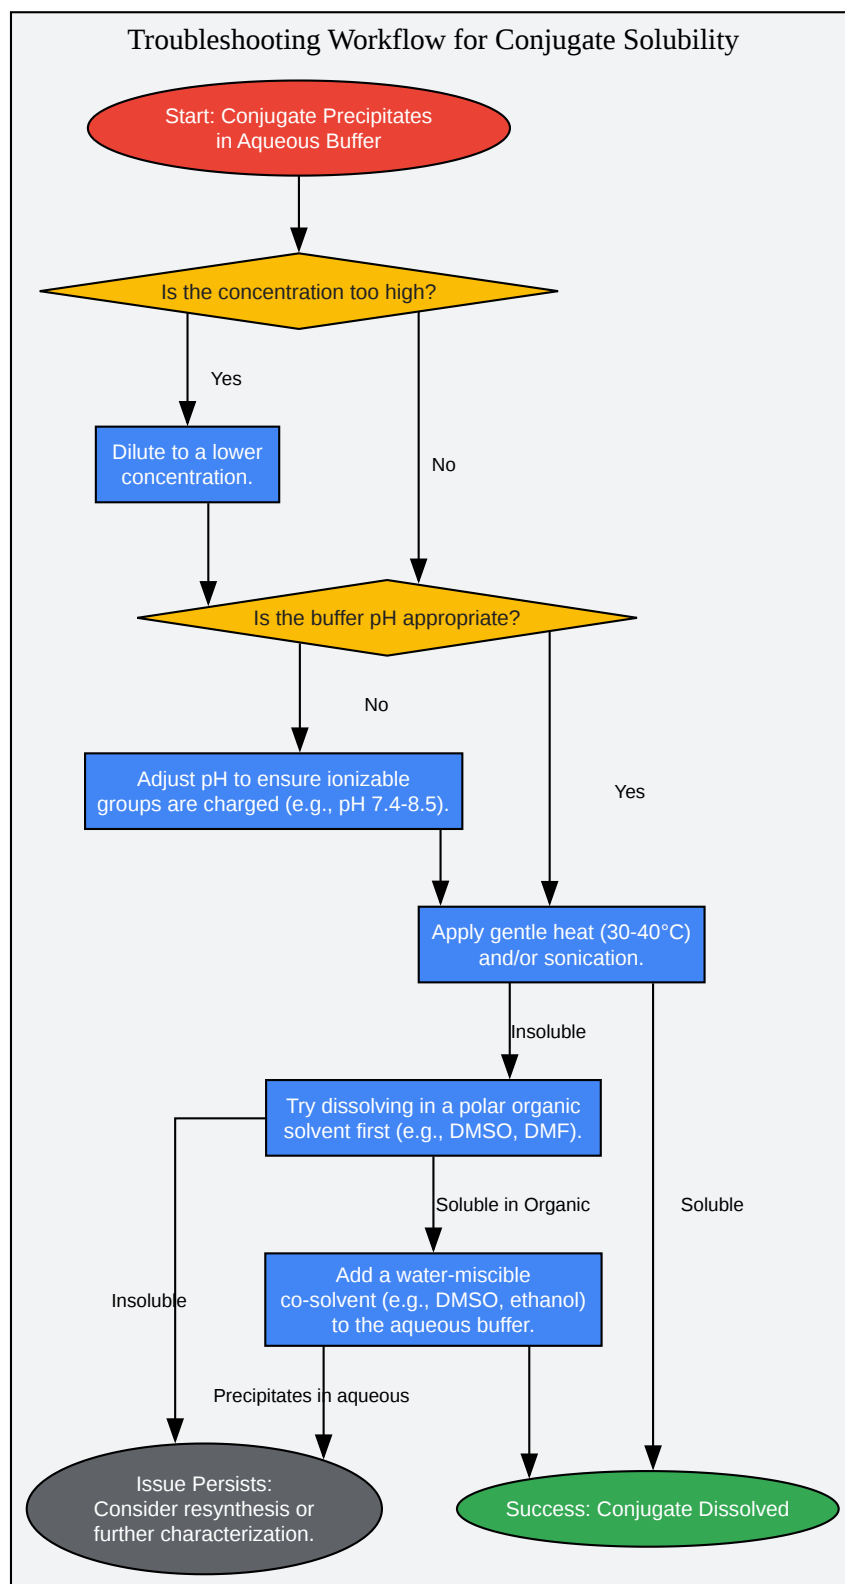 Troubleshooting Workflow for Conjugate Solubility
Start: Conjugate Precipitates
in Aqueous Buffer
Is the concentration too high?
Yes
Dilute to a lower
concentration.
No
Is the buffer pH appropriate?
No
Adjust pH to ensure ionizable
groups are charged (e.g., pH 7.4-8.5).
Yes
Apply gentle heat (30-40°C)
and/or sonication.
Insoluble
Try dissolving in a polar organic
solvent first (e.g., DMSO, DMF).
Soluble in Organic
Soluble
Add a water-miscible
co-solvent (e.g., DMSO, ethanol)
to the aqueous buffer.
Insoluble
Precipitates in aqueous
Issue Persists:
Consider resynthesis or
further characterization.
Success: Conjugate Dissolved